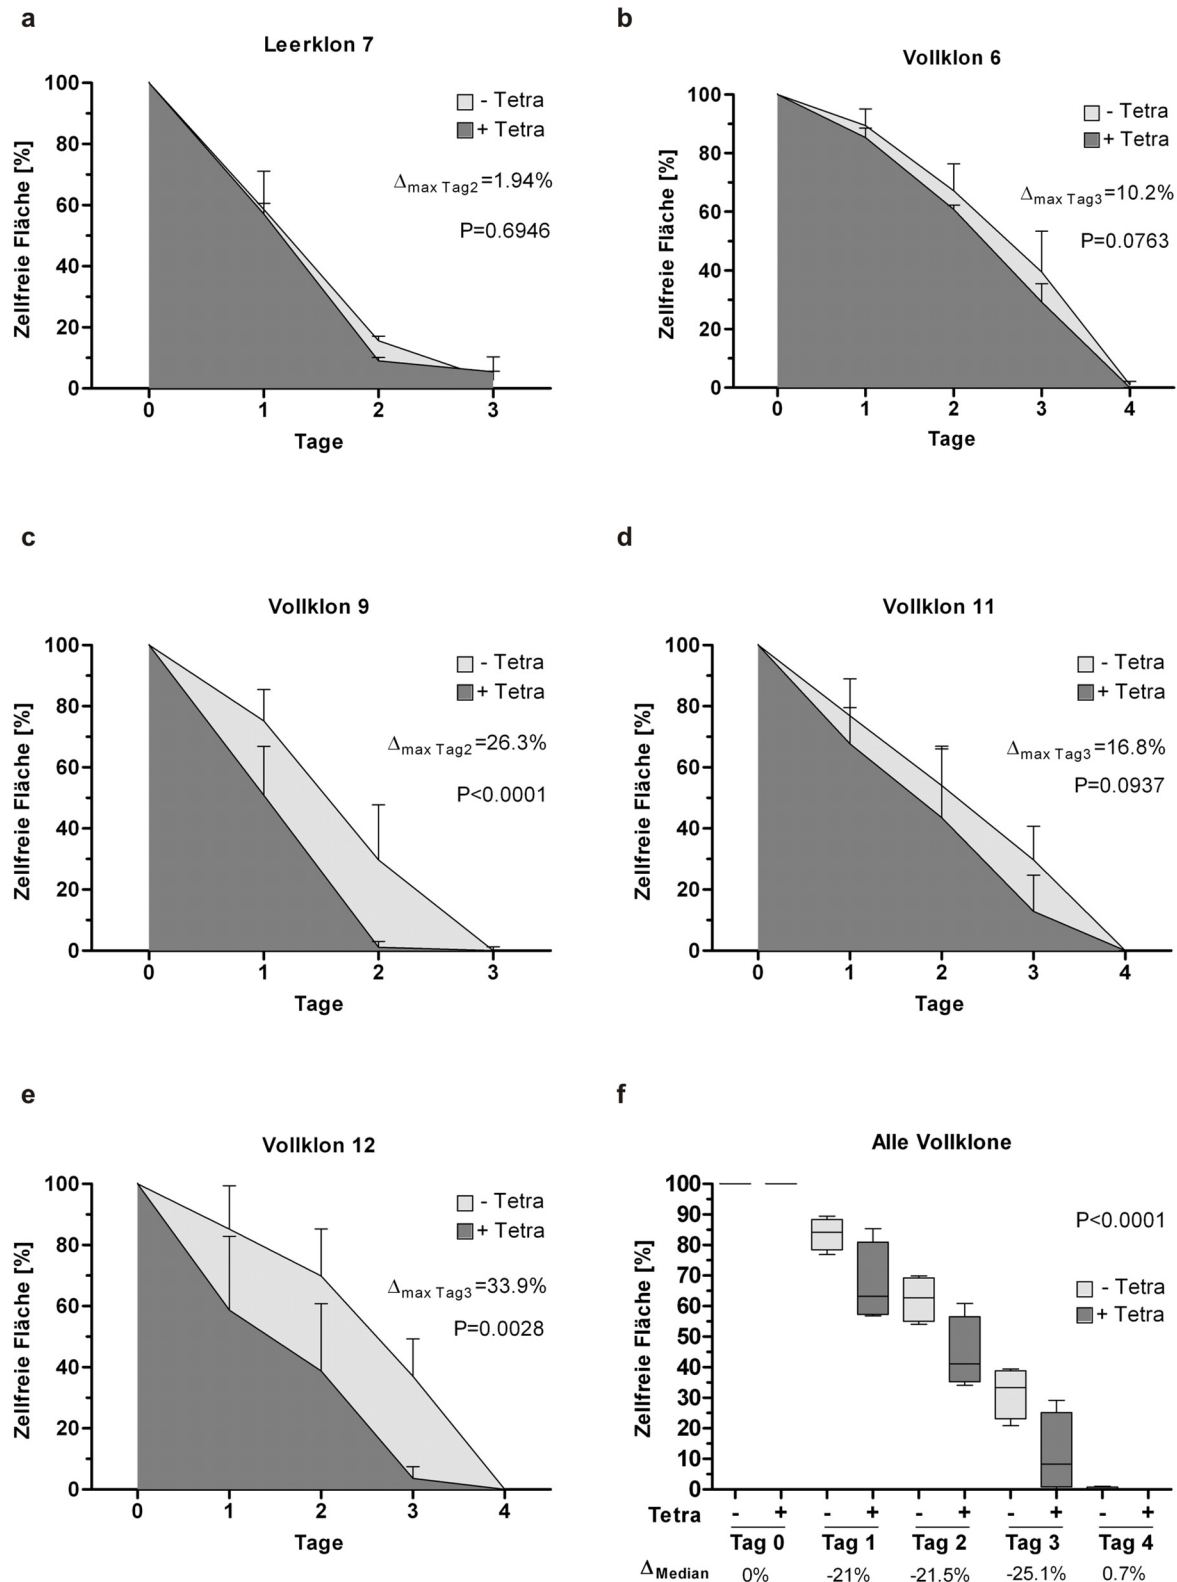 a
Leerklon 7
Zellfreie Fläche [%]
100
80
60
40
20
0
- Tetra
+ Tetra
Δmax Tag2=1.94%
P=0.6946
0 1 2 3
Tage
b
Vollklon 6
Zellfreie Fläche [%]
100
80
60
40
20
0
- Tetra
+ Tetra
Δmax Tag3=10.2%
P=0.0763
0 1 2 3 4
Tage
c
Vollklon 9
Zellfreie Fläche [%]
100
80
60
40
20
0
- Tetra
+ Tetra
Δmax Tag2=26.3%
P<0.0001
0 1 2 3
Tage
d
Vollklon 11
Zellfreie Fläche [%]
100
80
60
40
20
0
- Tetra
+ Tetra
Δmax Tag3=16.8%
P=0.0937
0 1 2 3 4
Tage
e
Vollklon 12
Zellfreie Fläche [%]
100
80
60
40
20
0
- Tetra
+ Tetra
Δmax Tag3=33.9%
P=0.0028
0 1 2 3 4
Tage
f
Alle Vollklone
Zellfreie Fläche [%]
100
90
80
70
60
50
40
30
20
10
0
P<0.0001
- Tetra
+ Tetra
Tetra - + - + - + - + - +
Tag 0 Tag 1 Tag 2 Tag 3 Tag 4
ΔMedian 0% -21% -21.5% -25.1% 0.7%